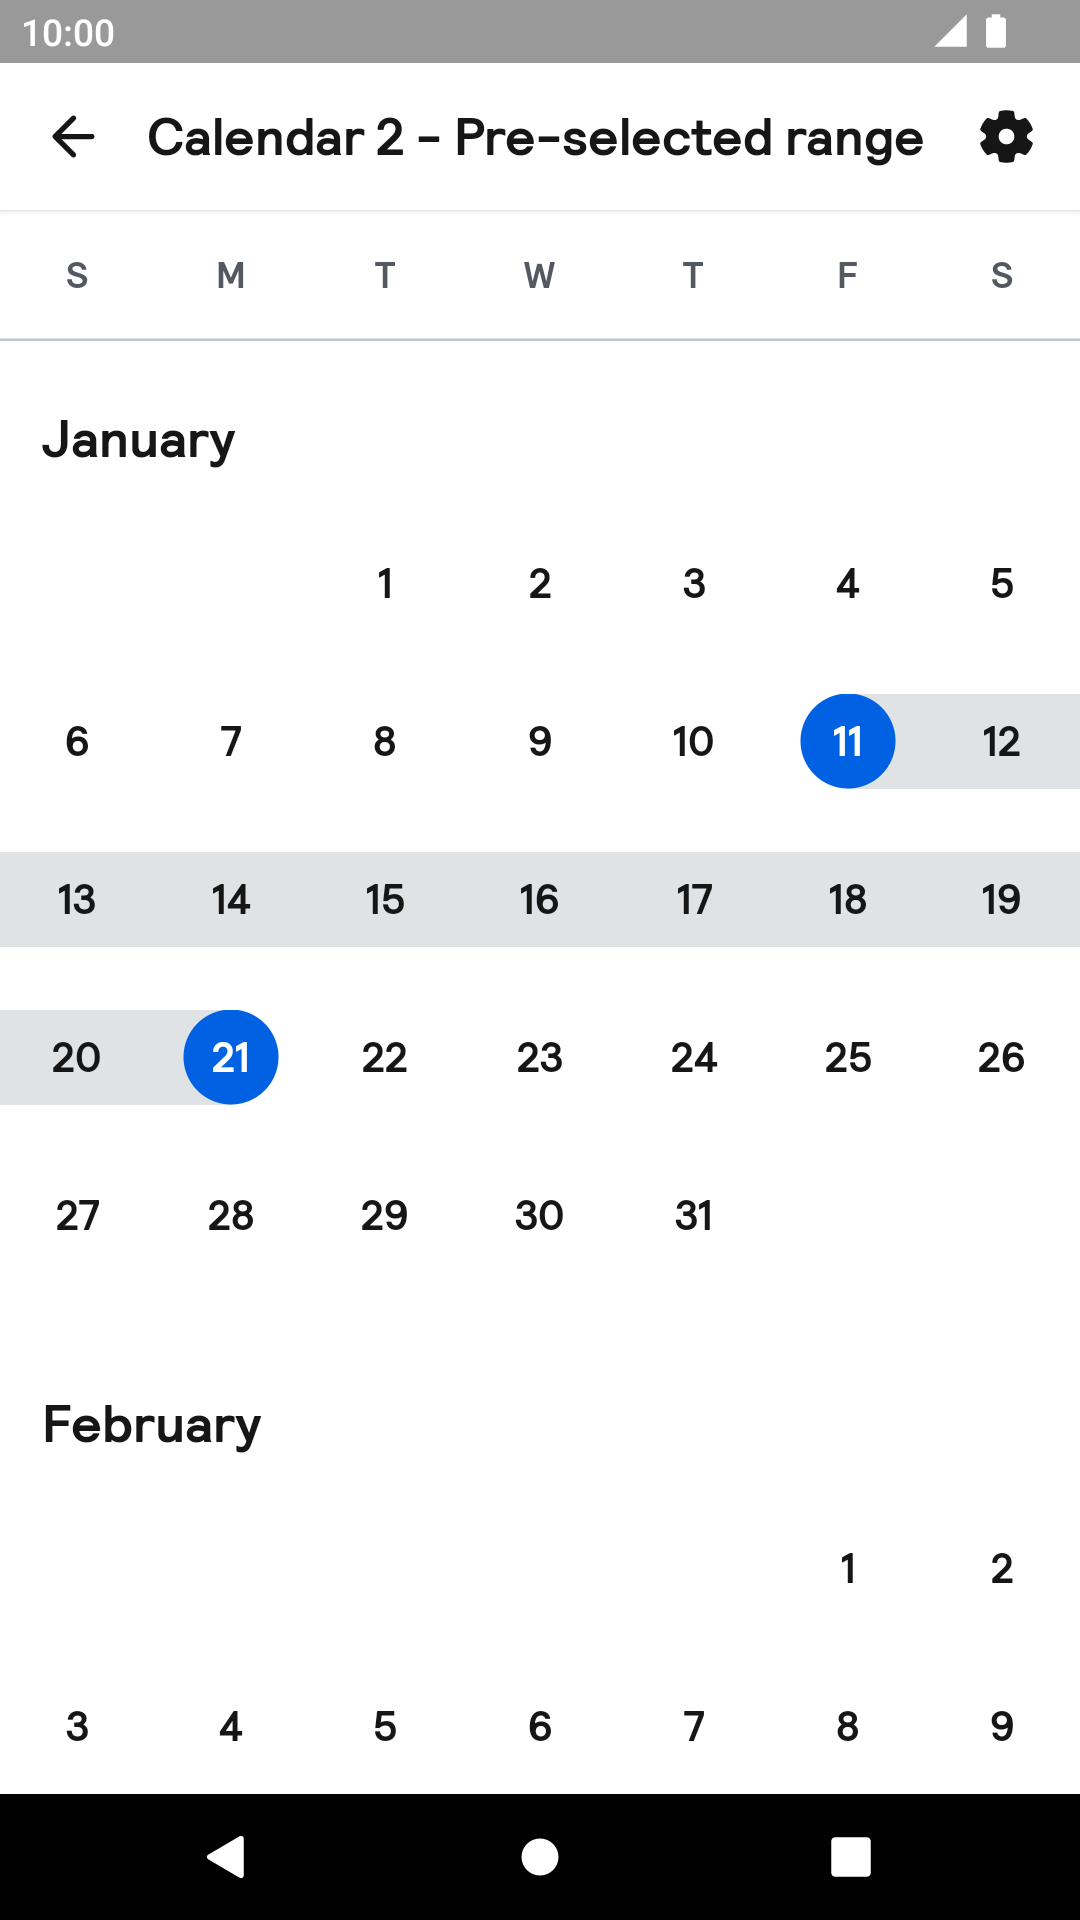 10:00
Calendar 2 - Pre-selected range
S M T W T F S
January
1 2 3 4 5
6 7 8 9 10 11 12
13 14 15 16 17 18 19
20 21 22 23 24 25 26
27 28 29 30 31
February
1 2
3 4 5 6 7 8 9